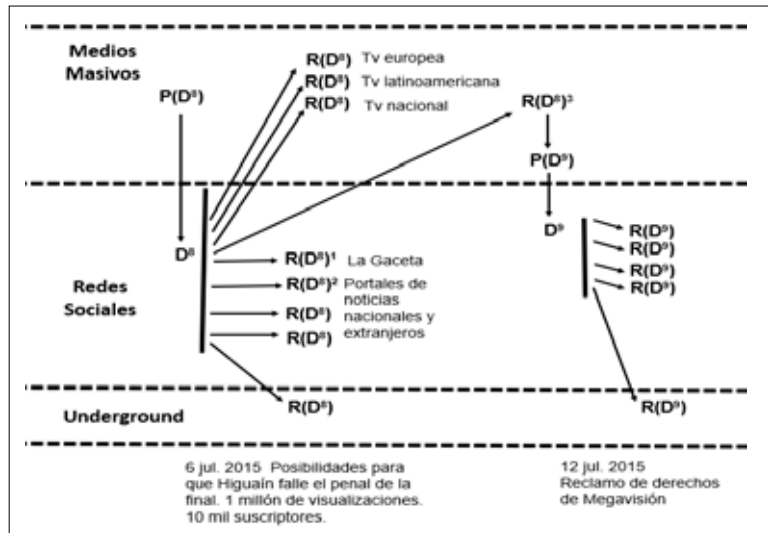 Medios
Masivos
P(D⁸)
R(D⁸) Tv europea
R(D⁸) Tv latinoamericana
R(D⁸) Tv nacional
R(D⁸)³
P(D⁹)
Redes
Sociales
D⁸
R(D⁸)¹ La Gaceta
R(D⁸)² Portales de
noticias
R(D⁸) nacionales y
R(D⁸) extranjeros
D⁹
R(D⁹)
R(D⁹)
R(D⁹)
R(D⁹)
Underground
R(D⁸)
R(D⁹)
6 jul. 2015 Posibilidades para
que Higuaín falle el penal de la
final. 1 millón de visualizaciones.
10 mil suscriptores.
12 jul. 2015
Reclamo de derechos
de Megavisión